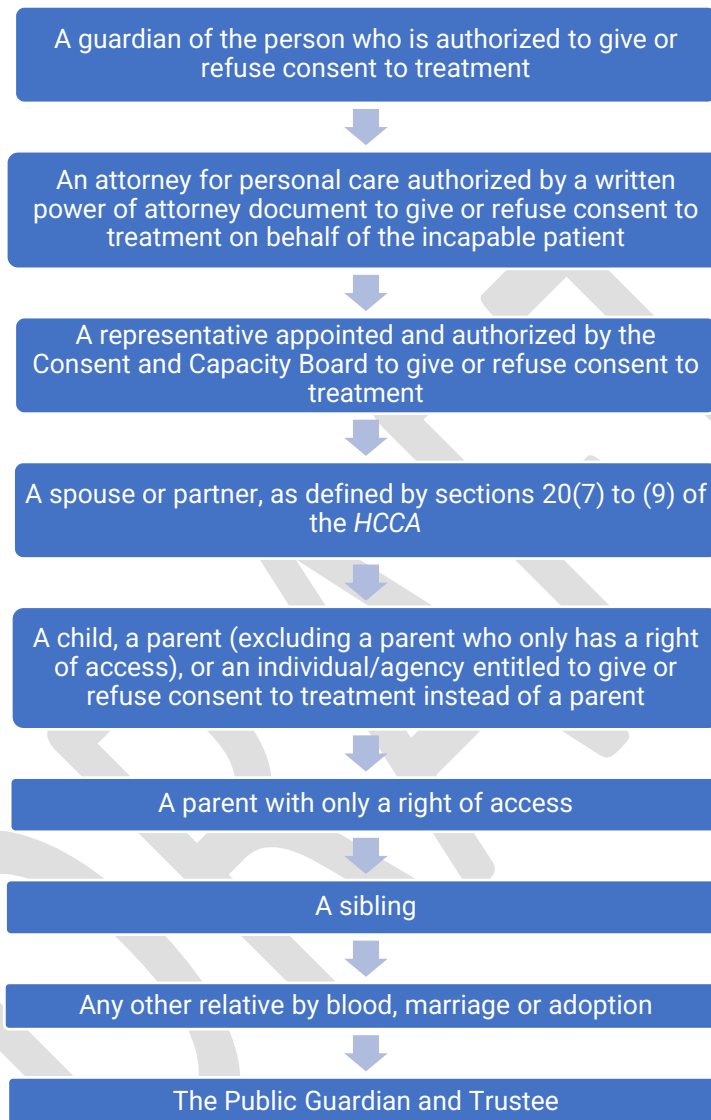 A guardian of the person who is authorized to give or
refuse consent to treatment
An attorney for personal care authorized by a written
power of attorney document to give or refuse consent to
treatment on behalf of the incapable patient
A representative appointed and authorized by the
Consent and Capacity Board to give or refuse consent to
treatment
A spouse or partner, as defined by sections 20(7) to (9) of
the HCCA
A child, a parent (excluding a parent who only has a right
of access), or an individual/agency entitled to give or
refuse consent to treatment instead of a parent
A parent with only a right of access
A sibling
Any other relative by blood, marriage or adoption
The Public Guardian and Trustee